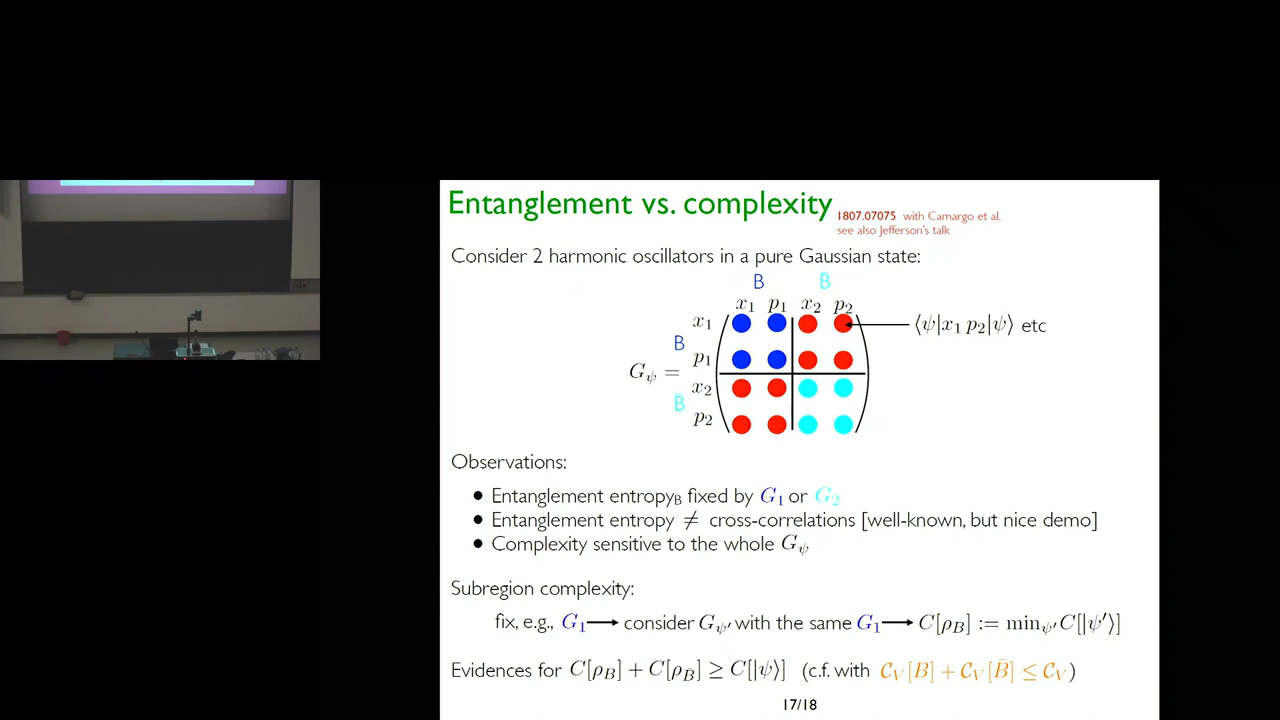 Entanglement vs. complexity 1807.07075 with Camargo et al.
see also Jefferson's talk
Consider 2 harmonic oscillators in a pure Gaussian state:
B B̄
x₁ p₁ x₂ p₂
x₁ ⟨ψ|x₁ p₂|ψ⟩ etc
B
p₁
G_ψ =
x₂
B̄
p₂
Observations:
● Entanglement entropy_B fixed by G₁ or G₂
● Entanglement entropy ≠ cross-correlations [well-known, but nice demo]
● Complexity sensitive to the whole G_ψ
Subregion complexity:
fix, e.g., G₁ ⟶ consider G_ψ′ with the same G₁ ⟶ C[ρ_B] := min_ψ′ C[|ψ′⟩]
Evidences for C[ρ_B] + C[ρ_B̄] ≥ C[|ψ⟩] (c.f. with 𝒞_V[B] + 𝒞_V[B̄] ≤ 𝒞_V)
17/18